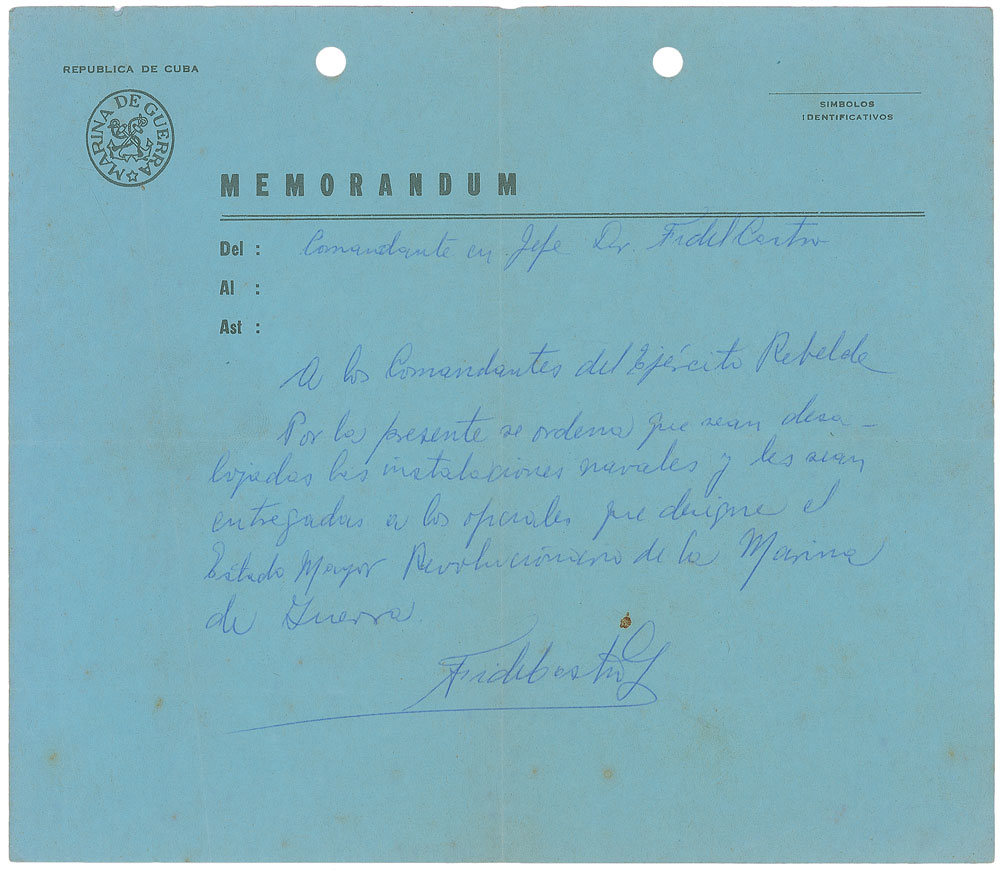 REPUBLICA DE CUBA
MARINA DE GUERRA
SIMBOLOS
IDENTIFICATIVOS
MEMORANDUM
Del : Comandante en Jefe Dr. Fidel Castro
Al :
Ast :
A los Comandantes del Ejército Rebelde
Por la presente se ordena que sean desa-
lojadas las instalaciones navales y les sean
entregadas a los oficiales que designe el
Estado Mayor Revolucionario de la Marina
de Guerra.
Fidel Castro